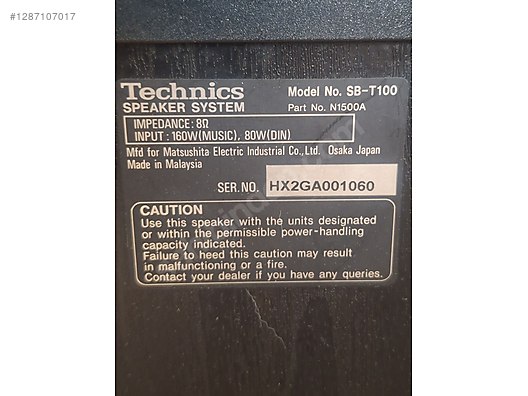 #1287107017
Technics
SPEAKER SYSTEM
Model No. SB-T100
Part No. N1500A
IMPEDANCE: 8Ω
INPUT : 160W(MUSIC), 80W(DIN)
Mfd for Matsushita Electric Industrial Co., Ltd. Osaka Japan
Made in Malaysia
SER. NO. HX2GA001060
CAUTION
Use this speaker with the units designated
or within the permissible power-handling
capacity indicated.
Failure to heed this caution may result
in malfunctioning or a fire.
Contact your dealer if you have any queries.